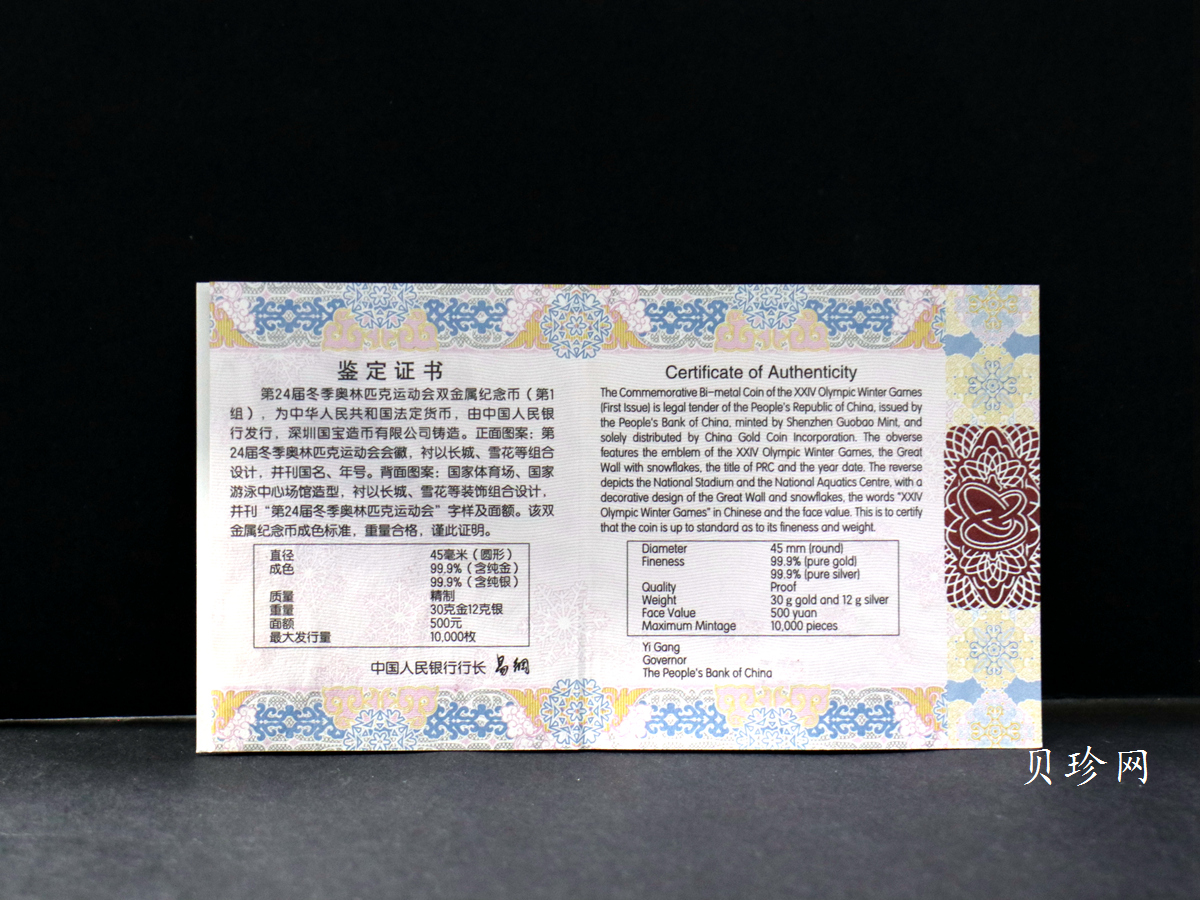 鉴定证书
第24届冬季奥林匹克运动会双金属纪念币（第1
组），为中华人民共和国法定货币，由中国人民银
行发行，深圳国宝造币有限公司铸造。正面图案：第
24届冬季奥林匹克运动会会徽，衬以长城、雪花等组合
设计，并刊国名、年号。背面图案：国家体育场、国家
游泳中心场馆造型，衬以长城、雪花等装饰组合设计，
并刊“第24届冬季奥林匹克运动会”字样及面额。该双
金属纪念币成色标准，重量合格，谨此证明。
直径 45毫米（圆形）
成色 99.9%（含纯金）
99.9%（含纯银）
质量 精制
重量 30克金12克银
面额 500元
最大发行量 10,000枚
中国人民银行行长 易纲
Certificate of Authenticity
The Commemorative Bi-metal Coin of the XXIV Olympic Winter Games
(First Issue) is legal tender of the People's Republic of China, issued by
the People's Bank of China, minted by Shenzhen Guobao Mint, and
solely distributed by China Gold Coin Incorporation. The obverse
features the emblem of the XXIV Olympic Winter Games, the Great
Wall with snowflakes, the title of PRC and the year date. The reverse
depicts the National Stadium and the National Aquatics Centre, with a
decorative design of the Great Wall and snowflakes, the words "XXIV
Olympic Winter Games" in Chinese and the face value. This is to certify
that the coin is up to standard as to its fineness and weight.
Diameter 45 mm (round)
Fineness 99.9% (pure gold)
99.9% (pure silver)
Quality Proof
Weight 30 g gold and 12 g silver
Face Value 500 yuan
Maximum Mintage 10,000 pieces
Yi Gang
Governor
The People's Bank of China
贝珍网